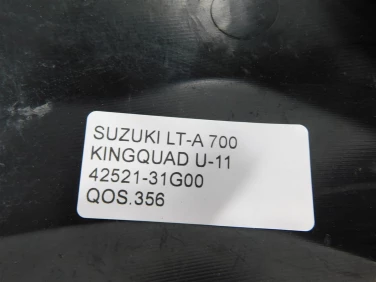 SUZUKI LT-A 700
KINGQUAD U-11
42521-31G00
QOS.356